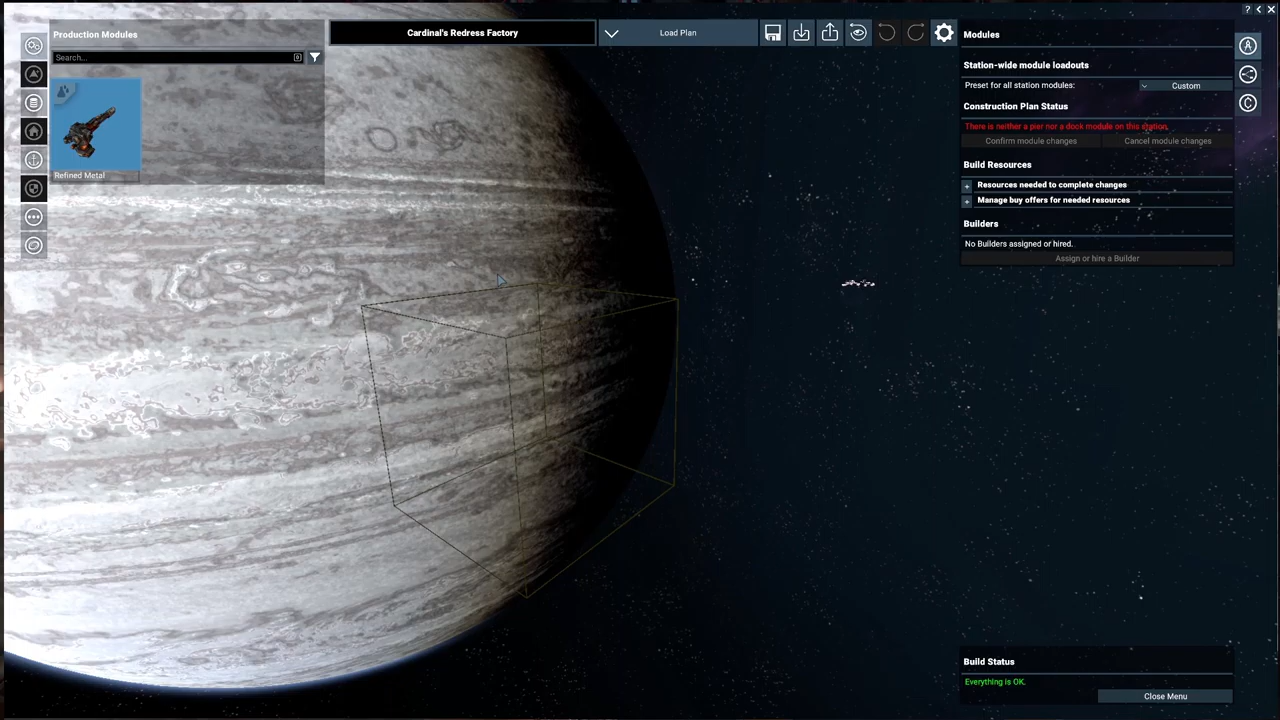 Production Modules
Search...
Refined Metal
Cardinal's Redress Factory
Load Plan
Modules
Station-wide module loadouts
Preset for all station modules:
Custom
Construction Plan Status
There is neither a pier nor a dock module on this station.
Confirm module changes
Cancel module changes
Build Resources
+ Resources needed to complete changes
+ Manage buy offers for needed resources
Builders
No Builders assigned or hired.
Assign or hire a Builder
Build Status
Everything is OK.
Close Menu